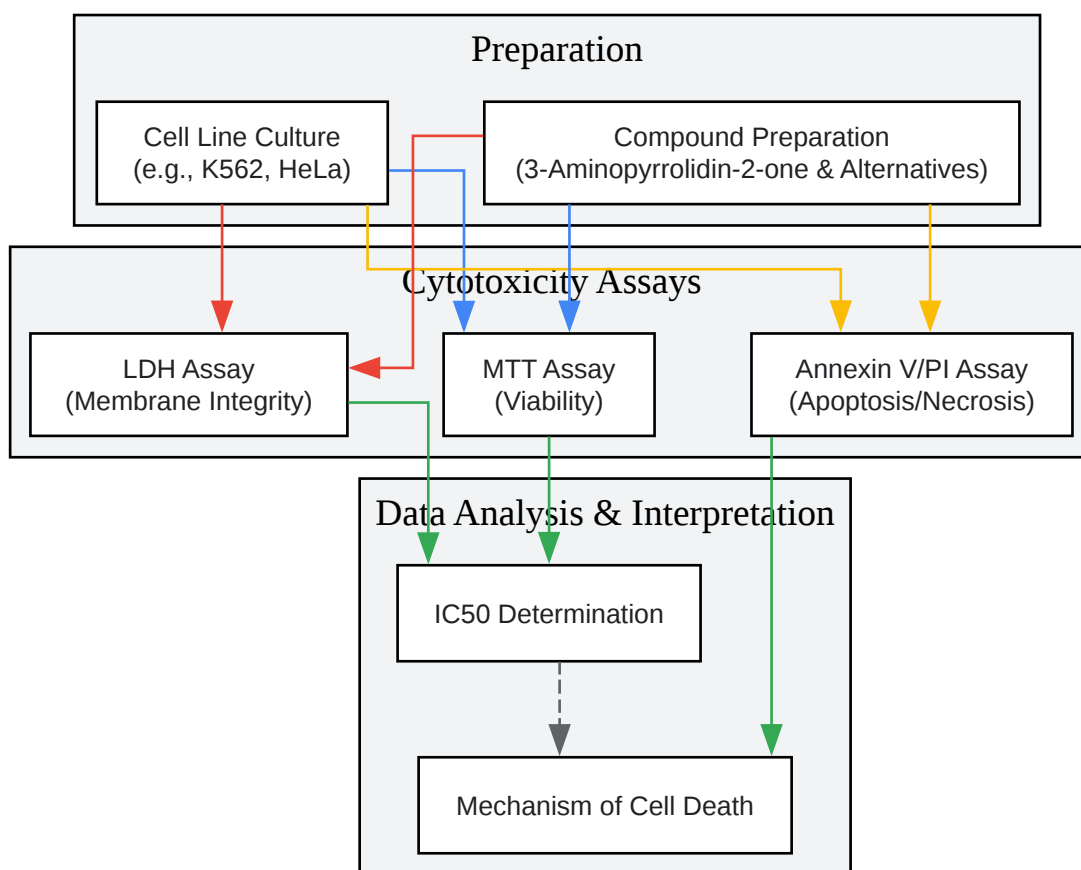 Preparation
Cell Line Culture
(e.g., K562, HeLa)
Compound Preparation
(3-Aminopyrrolidin-2-one & Alternatives)
Cytotoxicity Assays
LDH Assay
(Membrane Integrity)
MTT Assay
(Viability)
Annexin V/PI Assay
(Apoptosis/Necrosis)
Data Analysis & Interpretation
IC50 Determination
Mechanism of Cell Death